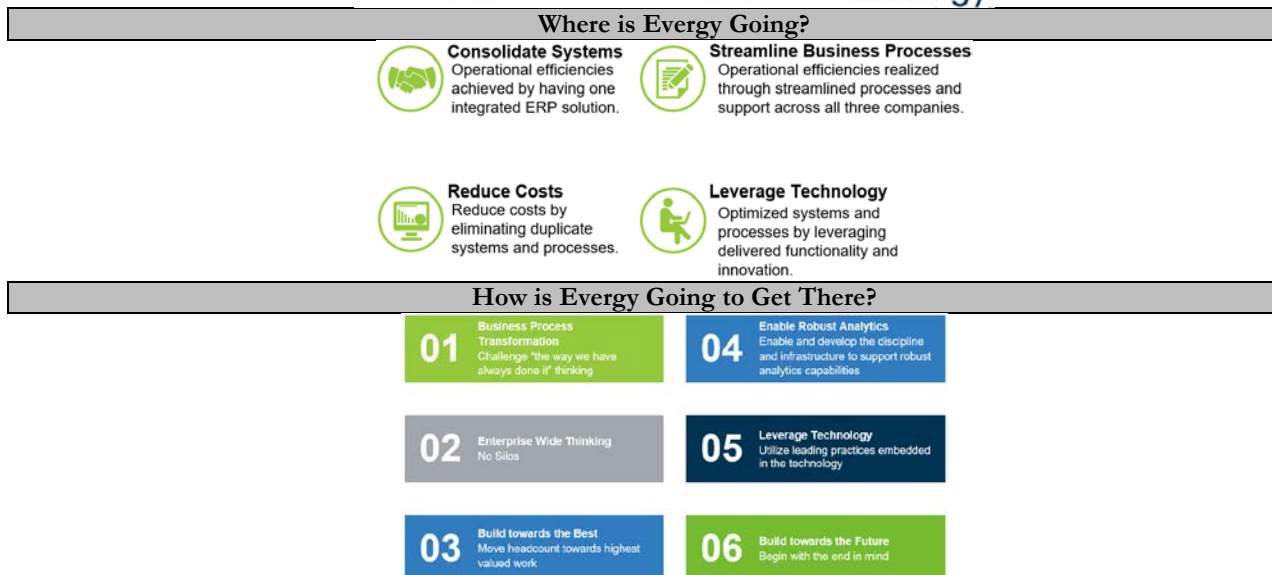 Where is Evergy Going?
Consolidate Systems
Operational efficiencies
achieved by having one
integrated ERP solution.
Streamline Business Processes
Operational efficiencies realized
through streamlined processes and
support across all three companies.
Reduce Costs
Reduce costs by
eliminating duplicate
systems and processes.
Leverage Technology
Optimized systems and
processes by leveraging
delivered functionality and
innovation.
How is Evergy Going to Get There?
01
Business Process
Transformation
Challenge "the way we have
always done it" thinking
04
Enable Robust Analytics
Enable and develop the discipline
and infrastructure to support robust
analytics capabilities
02
Enterprise Wide Thinking
No Silos
05
Leverage Technology
Utilize leading practices embedded
in the technology
03
Build towards the Best
Move headcount towards highest
valued work
06
Build towards the Future
Begin with the end in mind